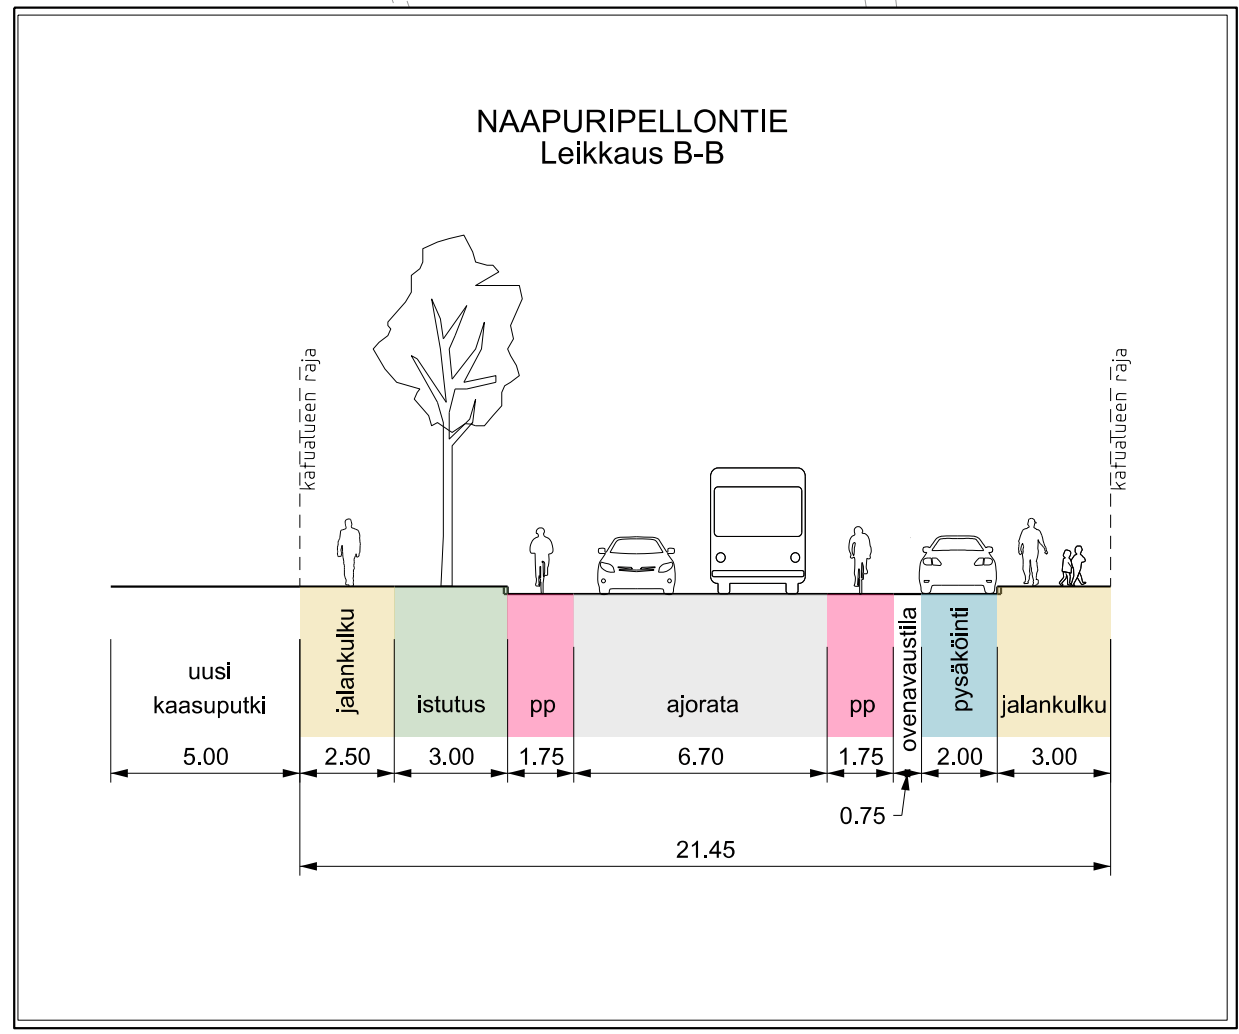 NAAPURIPELLONTIE
Leikkaus B-B
katualueen raja
katualueen raja
uusi
kaasuputki
jalankulku
istutus
pp
ajorata
pp
ovenavaustila
pysäköinti
jalankulku
5.00
2.50
3.00
1.75
6.70
1.75
2.00
3.00
0.75
21.45